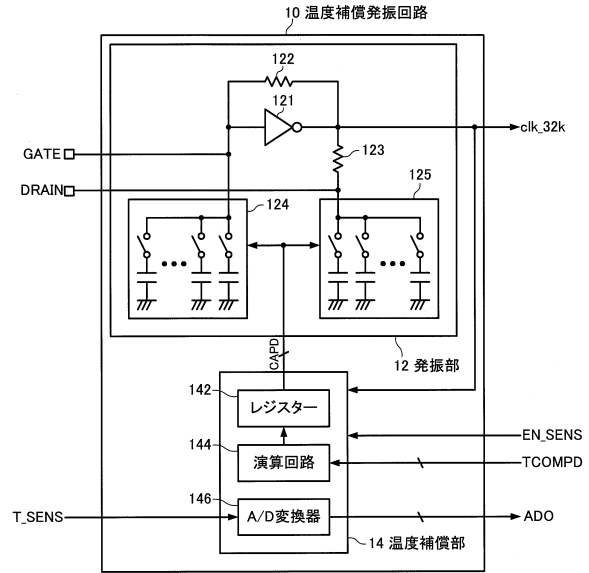 10 温度補償発振回路
122
121
clk_32k
GATE
123
DRAIN
124
125
12 発振部
CAPD
142
レジスター
EN_SENS
144
演算回路
TCOMPD
146
T_SENS
A/D変換器
ADO
14 温度補償部